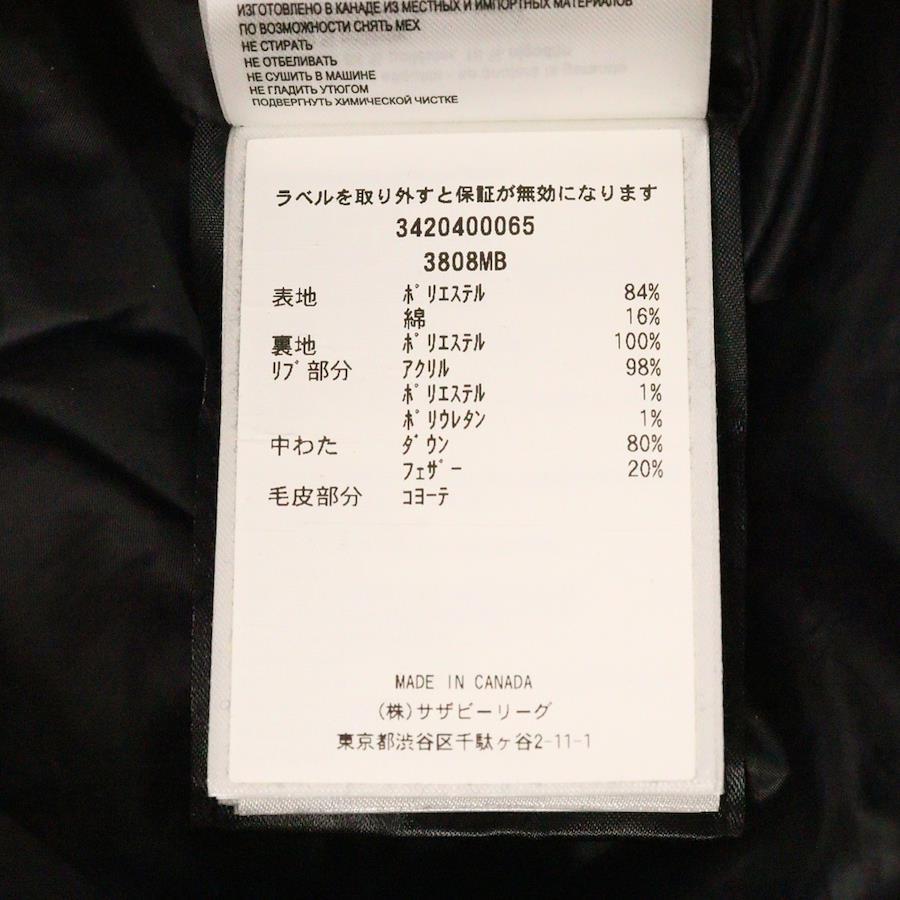 ИЗГОТОВЛЕНО В КАНАДЕ ИЗ МЕСТНЫХ И ИМПОРТНЫХ МАТЕРИАЛОВ
ПО ВОЗМОЖНОСТИ СНЯТЬ МЕХ
НЕ СТИРАТЬ
НЕ ОТБЕЛИВАТЬ
НЕ СУШИТЬ В МАШИНЕ
НЕ ГЛАДИТЬ УТЮГОМ
ПОДВЕРГНУТЬ ХИМИЧЕСКОЙ ЧИСТКЕ
ラベルを取り外すと保証が無効になります
3420400065
3808MB
表地 ﾎﾟﾘｴｽﾃﾙ 84%
綿 16%
裏地 ﾎﾟﾘｴｽﾃﾙ 100%
ﾘﾌﾞ部分 ｱｸﾘﾙ 98%
ﾎﾟﾘｴｽﾃﾙ 1%
ﾎﾟﾘｳﾚﾀﾝ 1%
中わた ﾀﾞｳﾝ 80%
ﾌｪｻﾞｰ 20%
毛皮部分 ｺﾖｰﾃ
MADE IN CANADA
(株)サザビーリーグ
東京都渋谷区千駄ヶ谷2-11-1